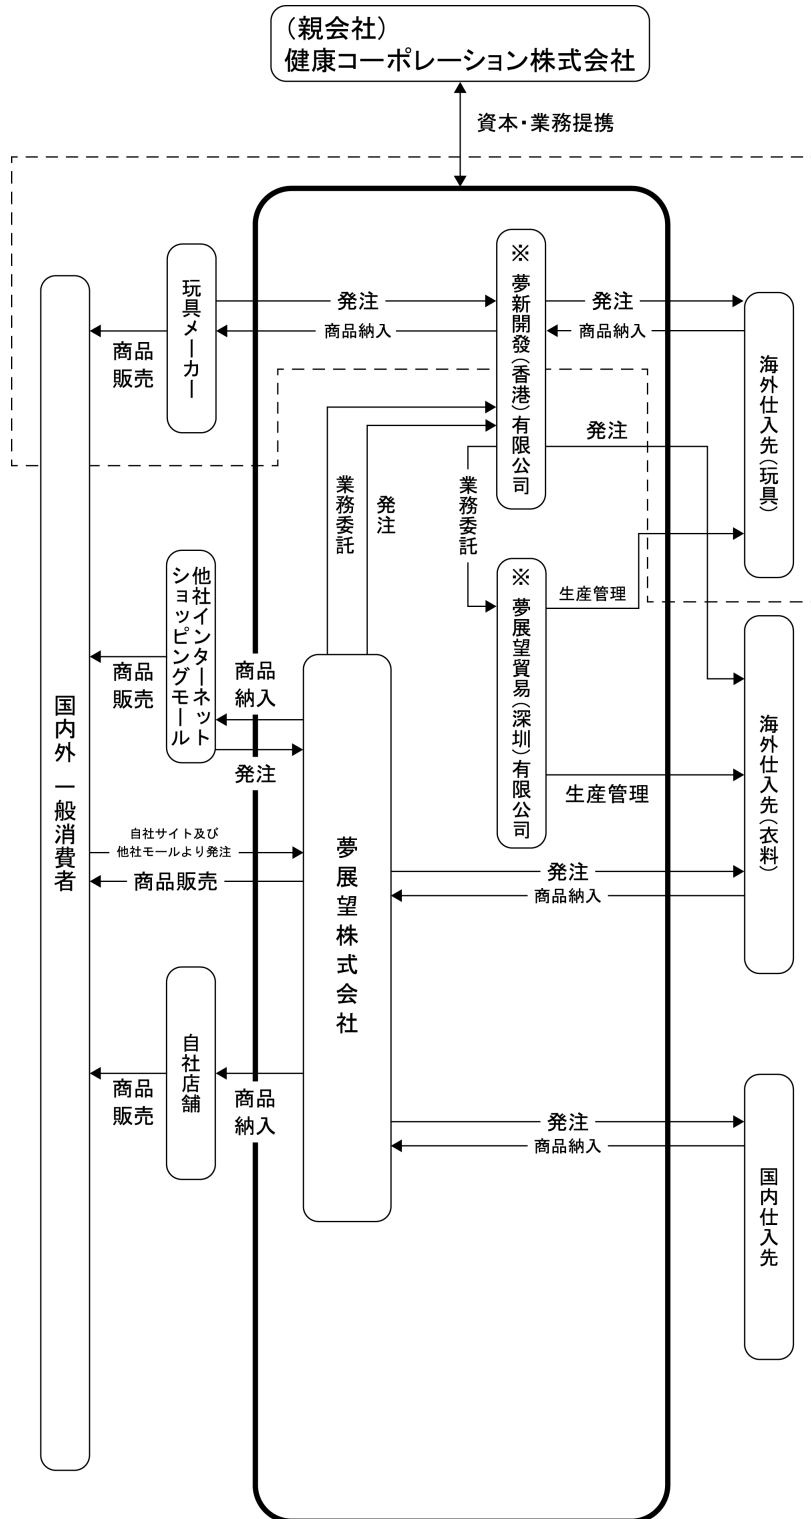 （親会社）
健康コーポレーション株式会社
資本・業務提携
玩具メーカー
発注
商品納入
商品
販売
※ 夢新開發（香港）有限公司
発注
商品納入
海外仕入先（玩具）
発注
業務委託
発注
業務委託
※ 夢展望貿易（深圳）有限公司
生産管理
生産管理
他社インターネット
ショッピングモール
商品
販売
商品
納入
発注
国内外 一般消費者
自社サイト及び
他社モールより発注
商品販売
夢展望株式会社
発注
商品納入
海外仕入先（衣料）
自社店舗
商品
販売
商品
納入
発注
商品納入
国内仕入先